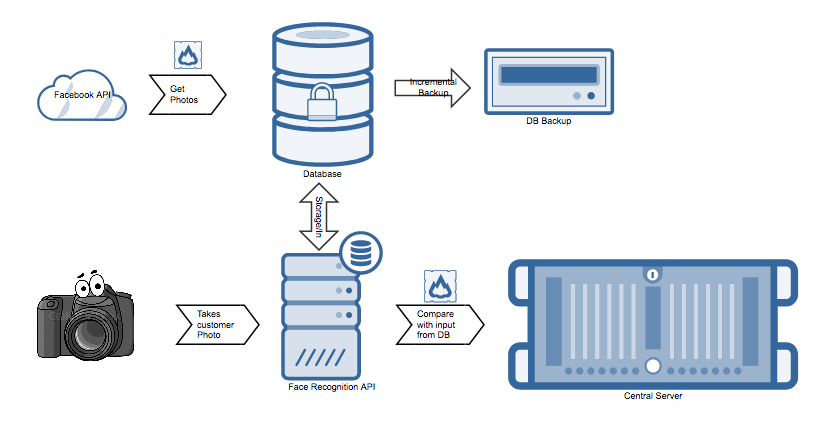 Facebook API
Get
Photos
Incremental
Backup
DB Backup
Database
Storage/In
Takes
customer
Photo
Compare
with input
from DB
Face Recognition API
Central Server